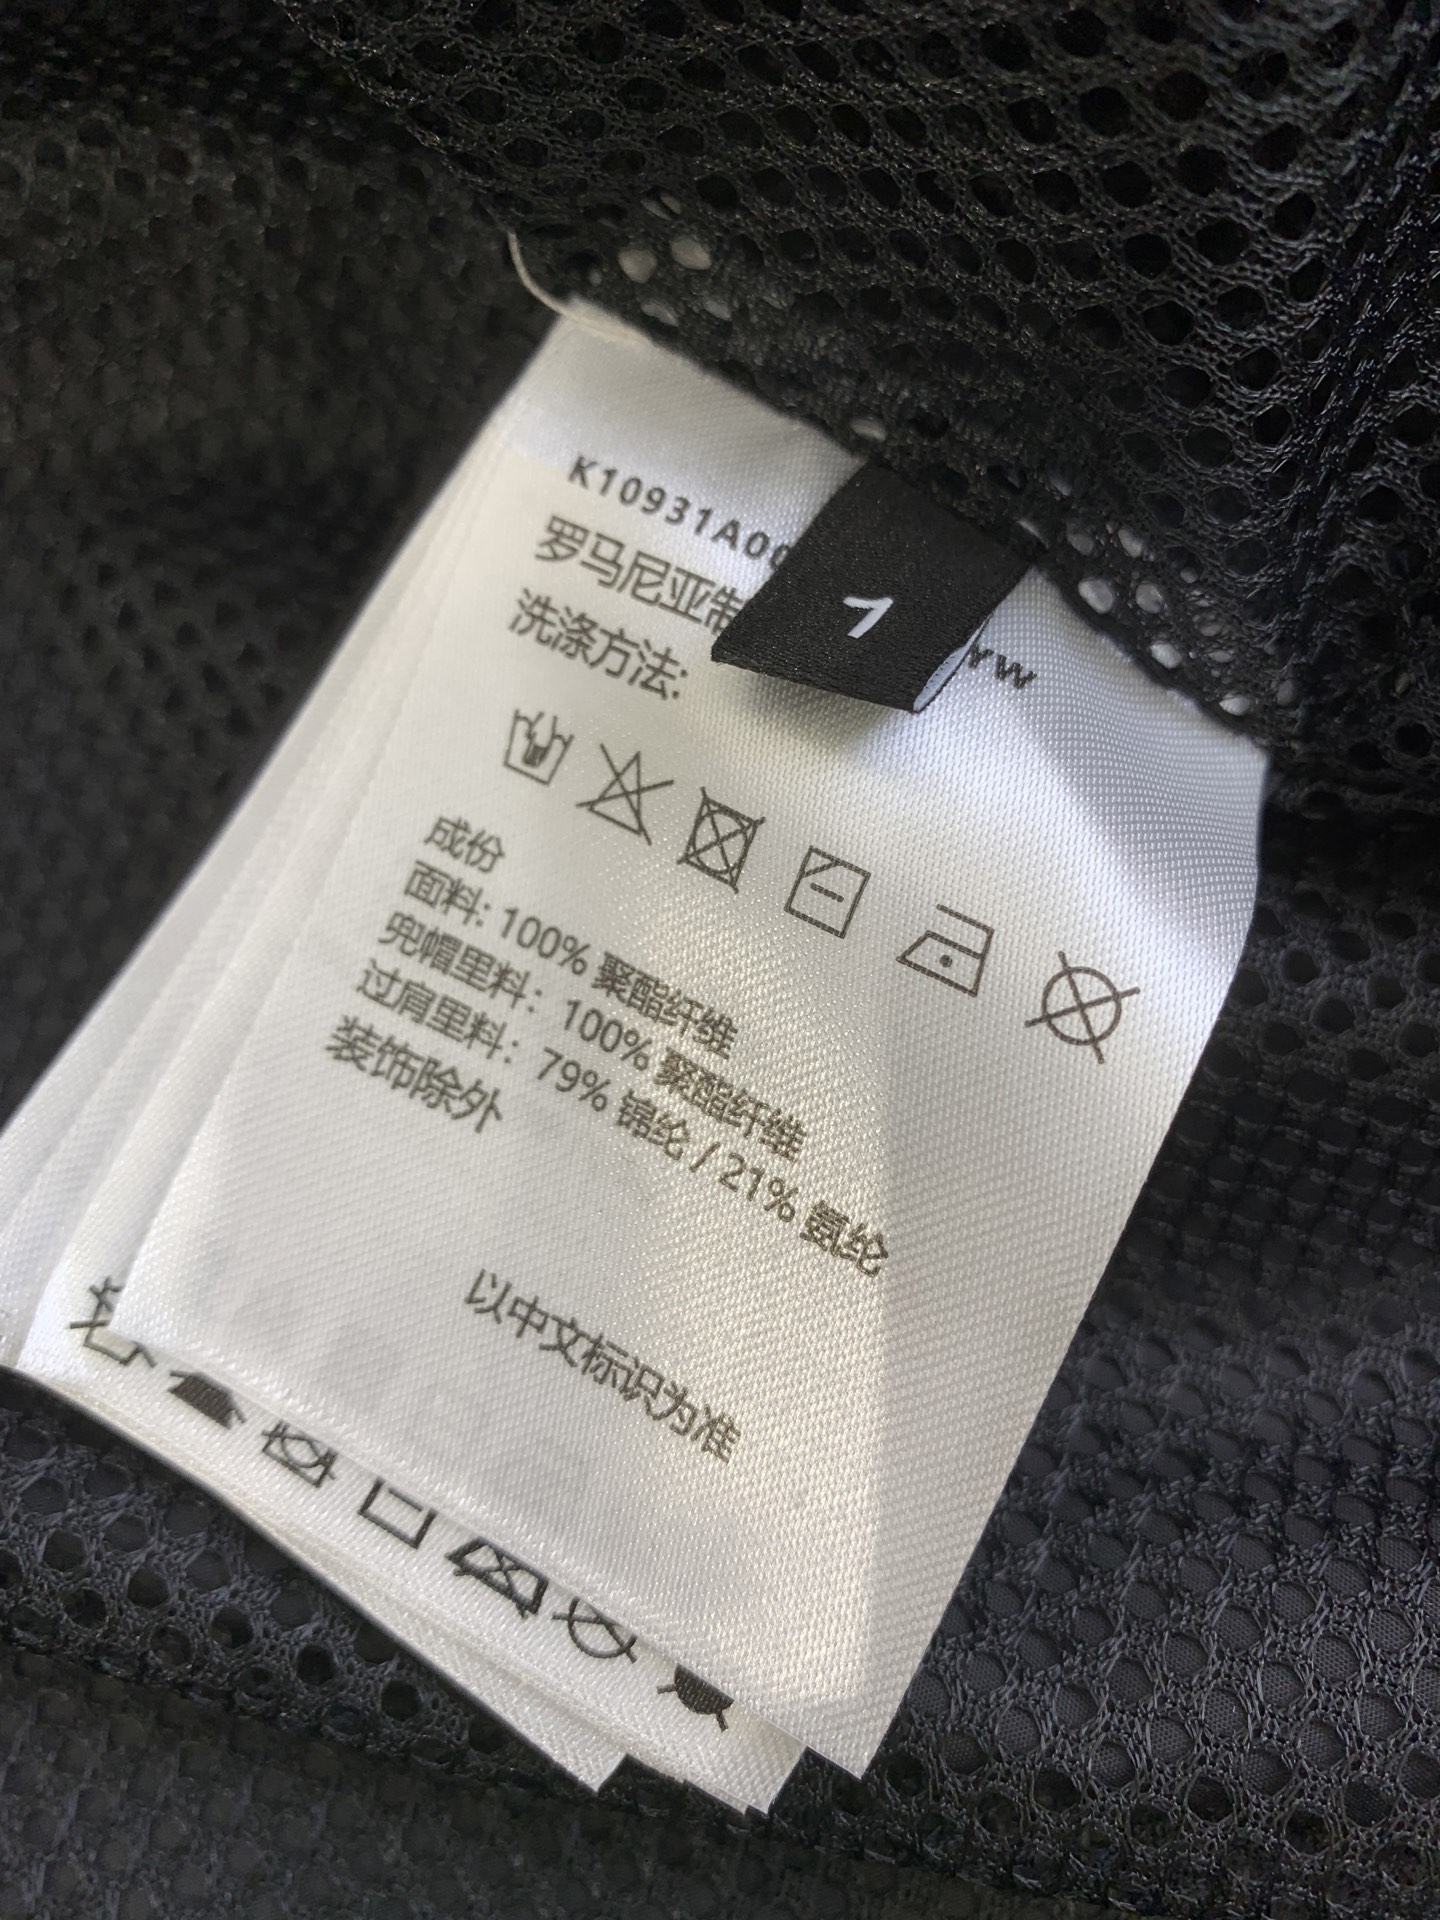 K10931A0
1
罗马尼亚制
YW
洗涤方法:
成份
面料: 100% 聚酯纤维
兜帽里料: 100% 聚酯纤维
过肩里料: 79% 锦纶 / 21% 氨纶
装饰除外
以中文标识为准